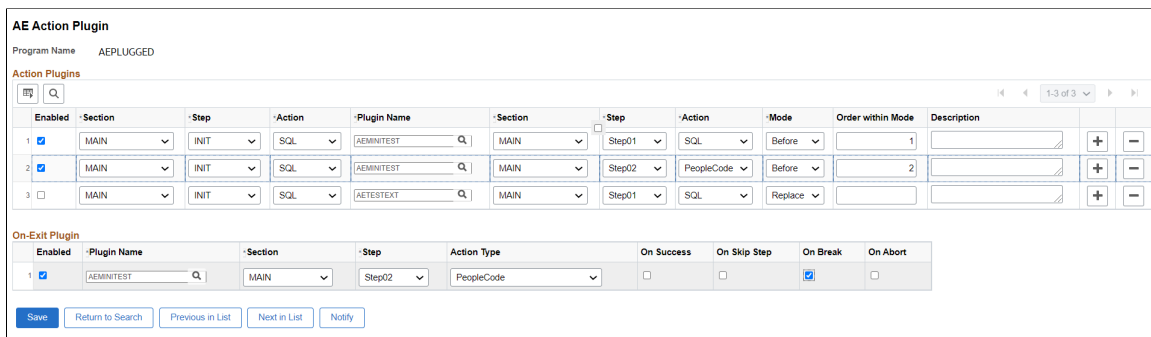 AE Action Plugin
Program Name AEPLUGGED
Action Plugins
1-3 of 3
Enabled *Section *Step *Action *Plugin Name *Section *Step *Action *Mode Order within Mode Description
1 MAIN INIT SQL AEMINITEST MAIN Step01 SQL Before 1
2 MAIN INIT SQL AEMINITEST MAIN Step02 PeopleCode Before 2
3 MAIN INIT SQL AETESTEXT MAIN Step01 SQL Replace
On-Exit Plugin
Enabled *Plugin Name *Section *Step Action Type On Success On Skip Step On Break On Abort
1 AEMINITEST MAIN Step02 PeopleCode
Save Return to Search Previous in List Next in List Notify